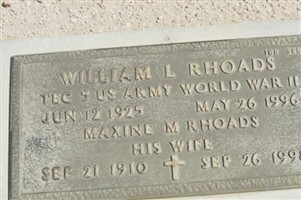 WILLIAM L RHOADS
TEC 5 US ARMY WORLD WAR II
JUN 12 1925 MAY 26 1996
MAXINE M RHOADS
HIS WIFE
SEP 21 1910 SEP 26 1998